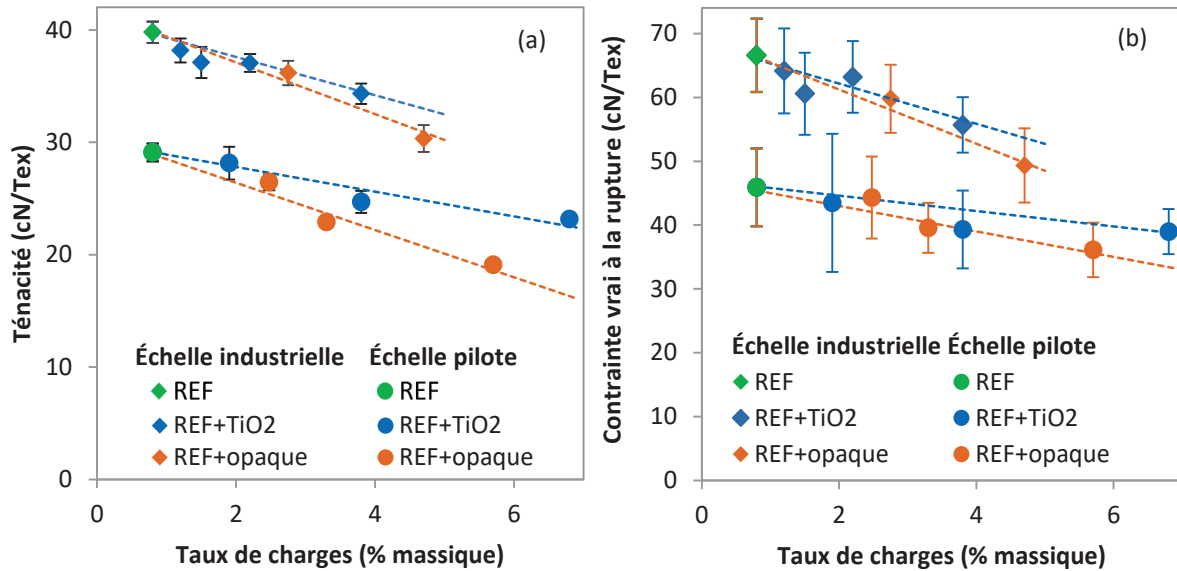 (a)
Ténacité (cN/Tex)
40
30
20
10
0
0 2 4 6
Taux de charges (% massique)
Échelle industrielle Échelle pilote
REF REF
REF+TiO2 REF+TiO2
REF+opaque REF+opaque
(b)
Contrainte vrai à la rupture (cN/Tex)
70
60
50
40
30
20
10
0
0 2 4 6
Taux de charges (% massique)
Échelle industrielle Échelle pilote
REF REF
REF+TiO2 REF+TiO2
REF+opaque REF+opaque